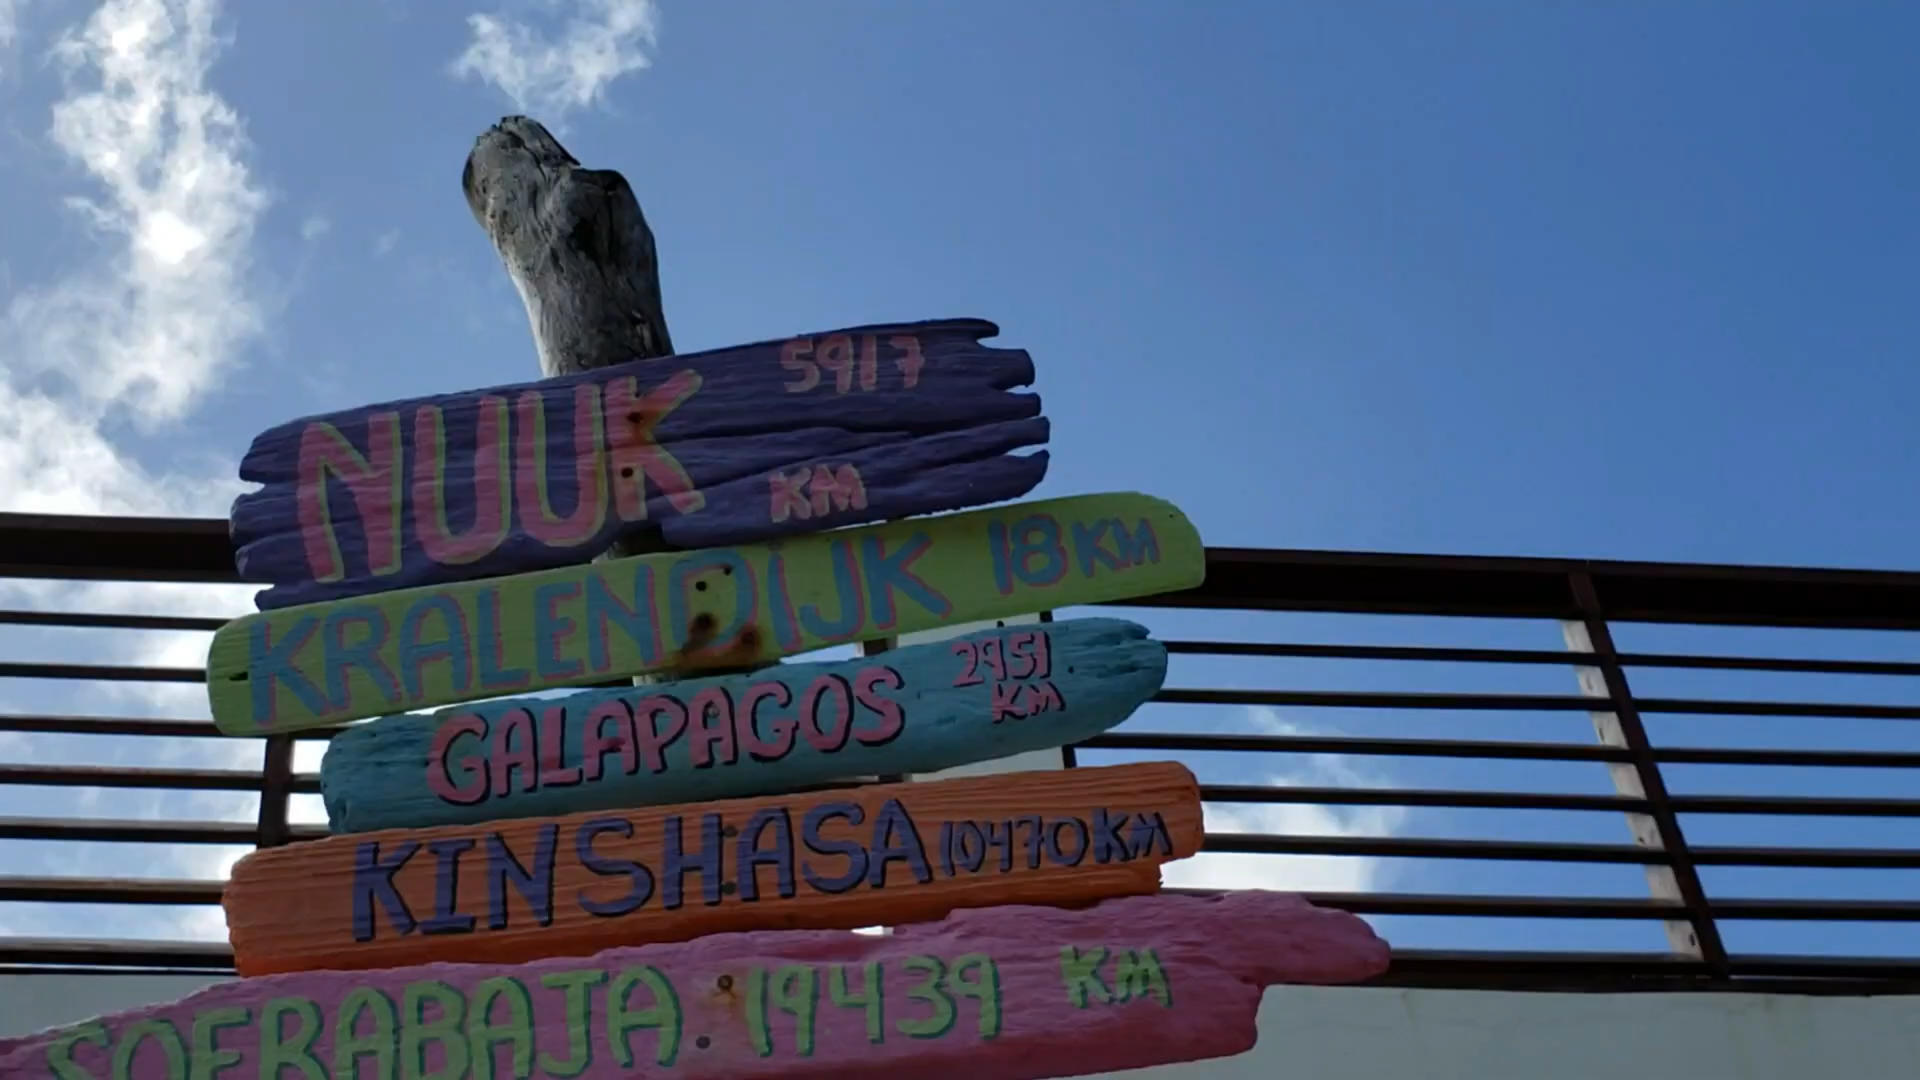 NUUK 5917 KM
KRALENDIJK 18 KM
GALAPAGOS 2951 KM
KINSHASA 10470 KM
SOERABAJA 19439 KM